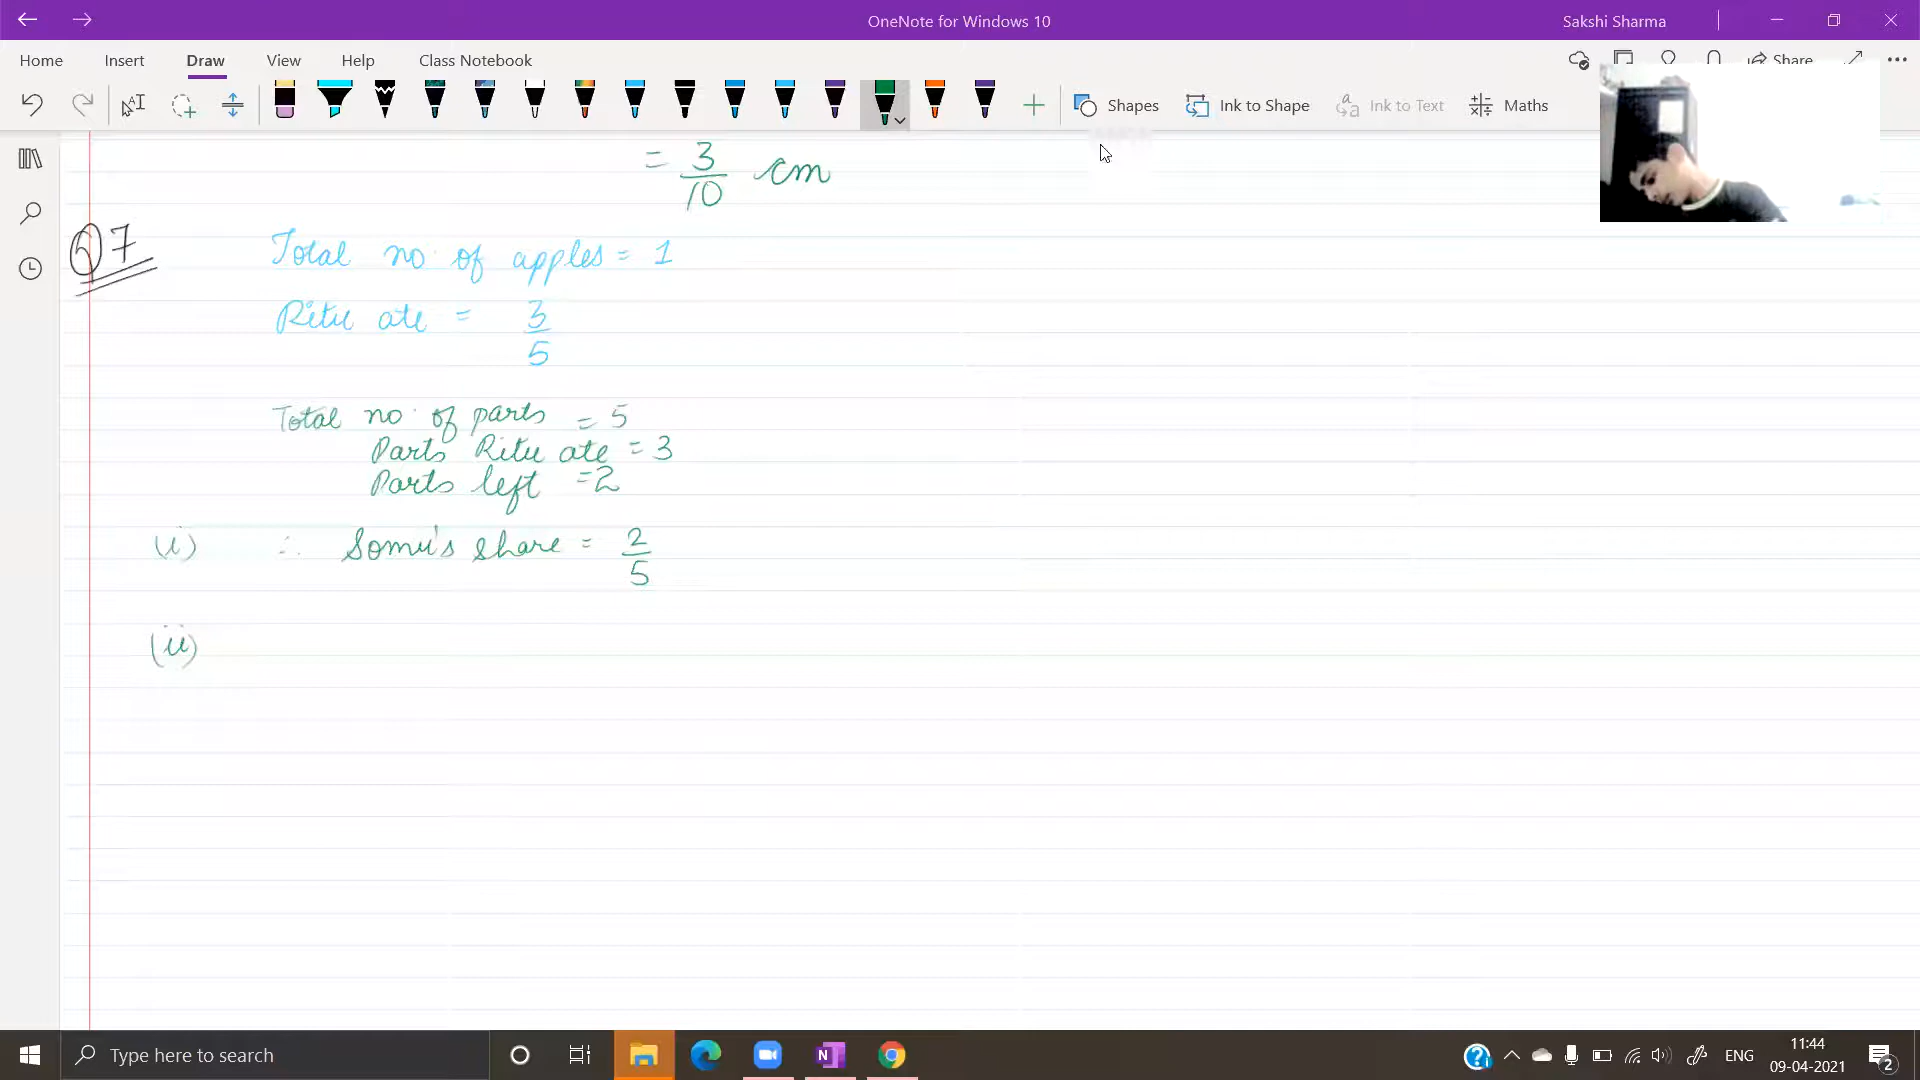 OneNote for Windows 10
Sakshi Sharma
Home Insert Draw View Help Class Notebook
Share
Shapes Ink to Shape Ink to Text Maths
= 3/10 cm
Q7
Total no. of apples = 1
Ritu ate = 3/5
Total no. of parts = 5
Parts Ritu ate = 3
Parts left = 2
(i) ∴ Somu's share = 2/5
(ii)
Type here to search
ENG
11:44
09-04-2021
2